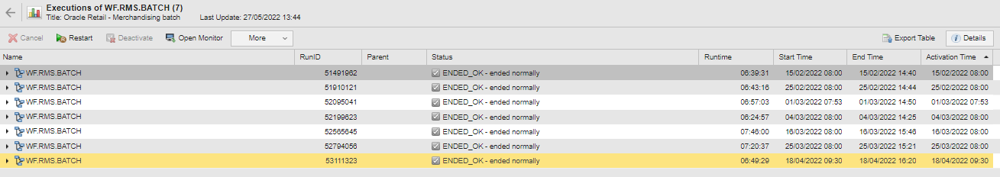 Executions of WF.RMS.BATCH (7)
Title: Oracle Retail - Merchandising batch Last Update: 27/05/2022 13:44
Cancel Restart Deactivate Open Monitor More Export Table Details
Name RunID Parent Status Runtime Start Time End Time Activation Time
WF.RMS.BATCH 51491962 ENDED_OK - ended normally 06:39:31 15/02/2022 08:00 15/02/2022 14:40 15/02/2022 08:00
WF.RMS.BATCH 51910121 ENDED_OK - ended normally 06:43:16 25/02/2022 08:00 25/02/2022 14:44 25/02/2022 08:00
WF.RMS.BATCH 52095041 ENDED_OK - ended normally 06:57:03 01/03/2022 07:53 01/03/2022 14:50 01/03/2022 07:53
WF.RMS.BATCH 52199623 ENDED_OK - ended normally 06:24:57 04/03/2022 08:00 04/03/2022 14:25 04/03/2022 08:00
WF.RMS.BATCH 52565645 ENDED_OK - ended normally 07:46:00 16/03/2022 08:00 16/03/2022 15:46 16/03/2022 08:00
WF.RMS.BATCH 52794056 ENDED_OK - ended normally 07:20:37 25/03/2022 08:00 25/03/2022 15:21 25/03/2022 08:00
WF.RMS.BATCH 53111323 ENDED_OK - ended normally 06:49:29 18/04/2022 09:30 18/04/2022 16:20 18/04/2022 09:30